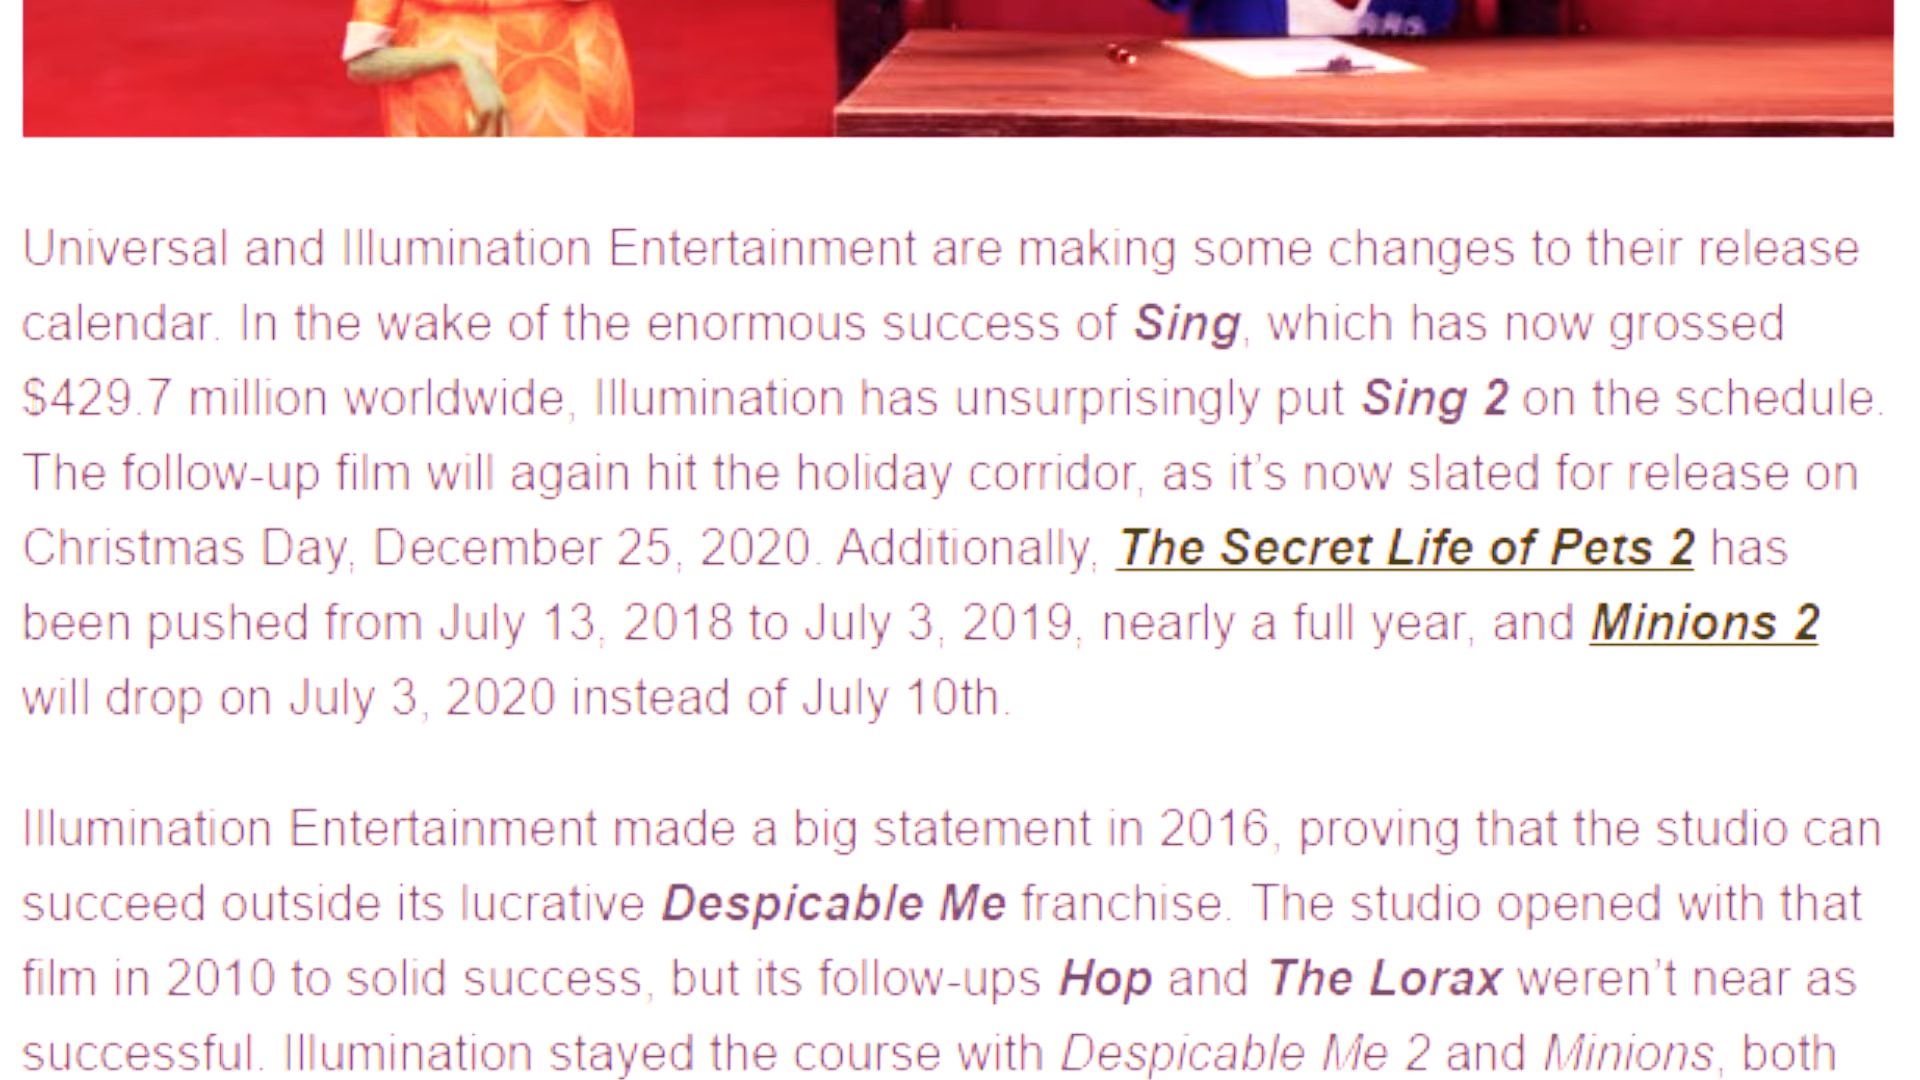 Universal and Illumination Entertainment are making some changes to their release
calendar. In the wake of the enormous success of Sing, which has now grossed
$429.7 million worldwide, Illumination has unsurprisingly put Sing 2 on the schedule.
The follow-up film will again hit the holiday corridor, as it’s now slated for release on
Christmas Day, December 25, 2020. Additionally, The Secret Life of Pets 2 has
been pushed from July 13, 2018 to July 3, 2019, nearly a full year, and Minions 2
will drop on July 3, 2020 instead of July 10th.
Illumination Entertainment made a big statement in 2016, proving that the studio can
succeed outside its lucrative Despicable Me franchise. The studio opened with that
film in 2010 to solid success, but its follow-ups Hop and The Lorax weren’t near as
successful. Illumination stayed the course with Despicable Me 2 and Minions, both